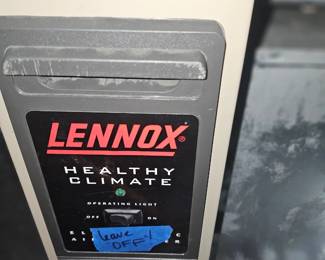 LENNOX®
HEALTHY
CLIMATE
OPERATING LIGHT
OFF ON
Leave
OFF